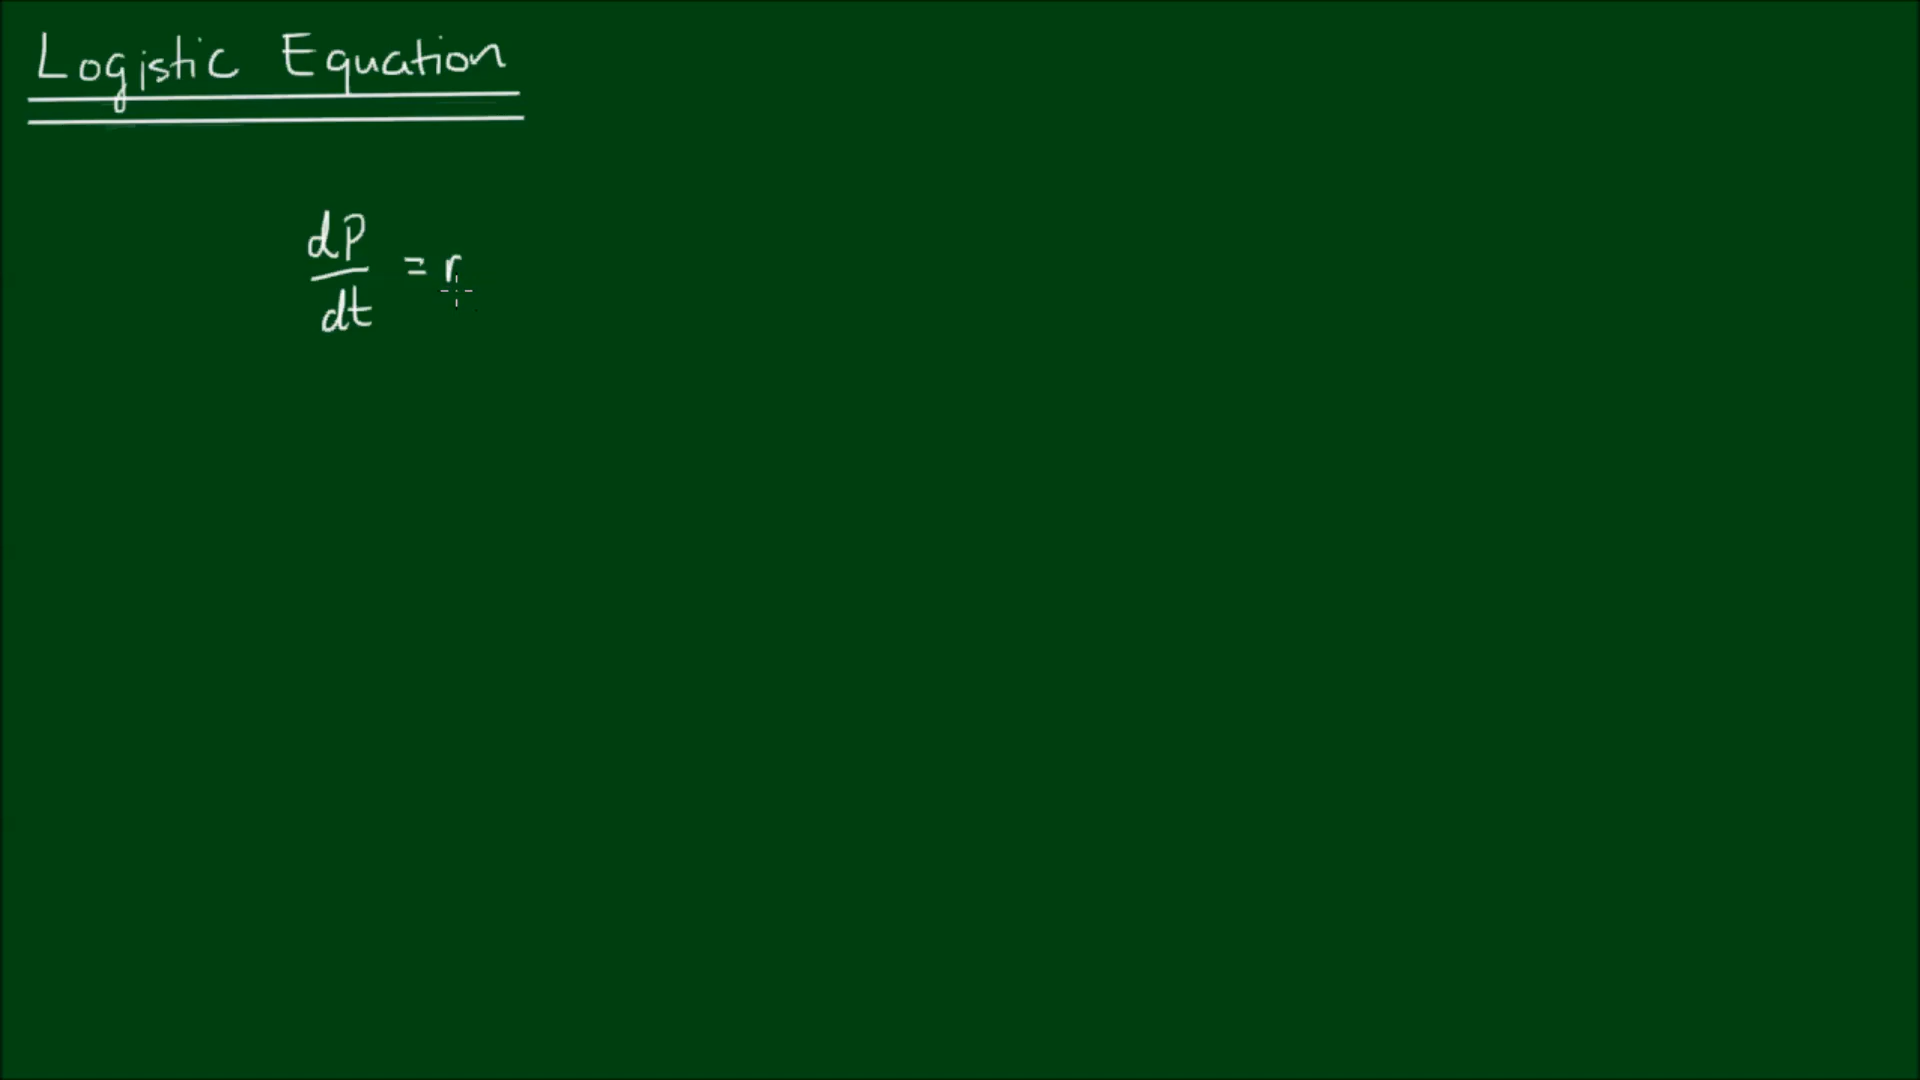 Logistic Equation
dP/dt = r